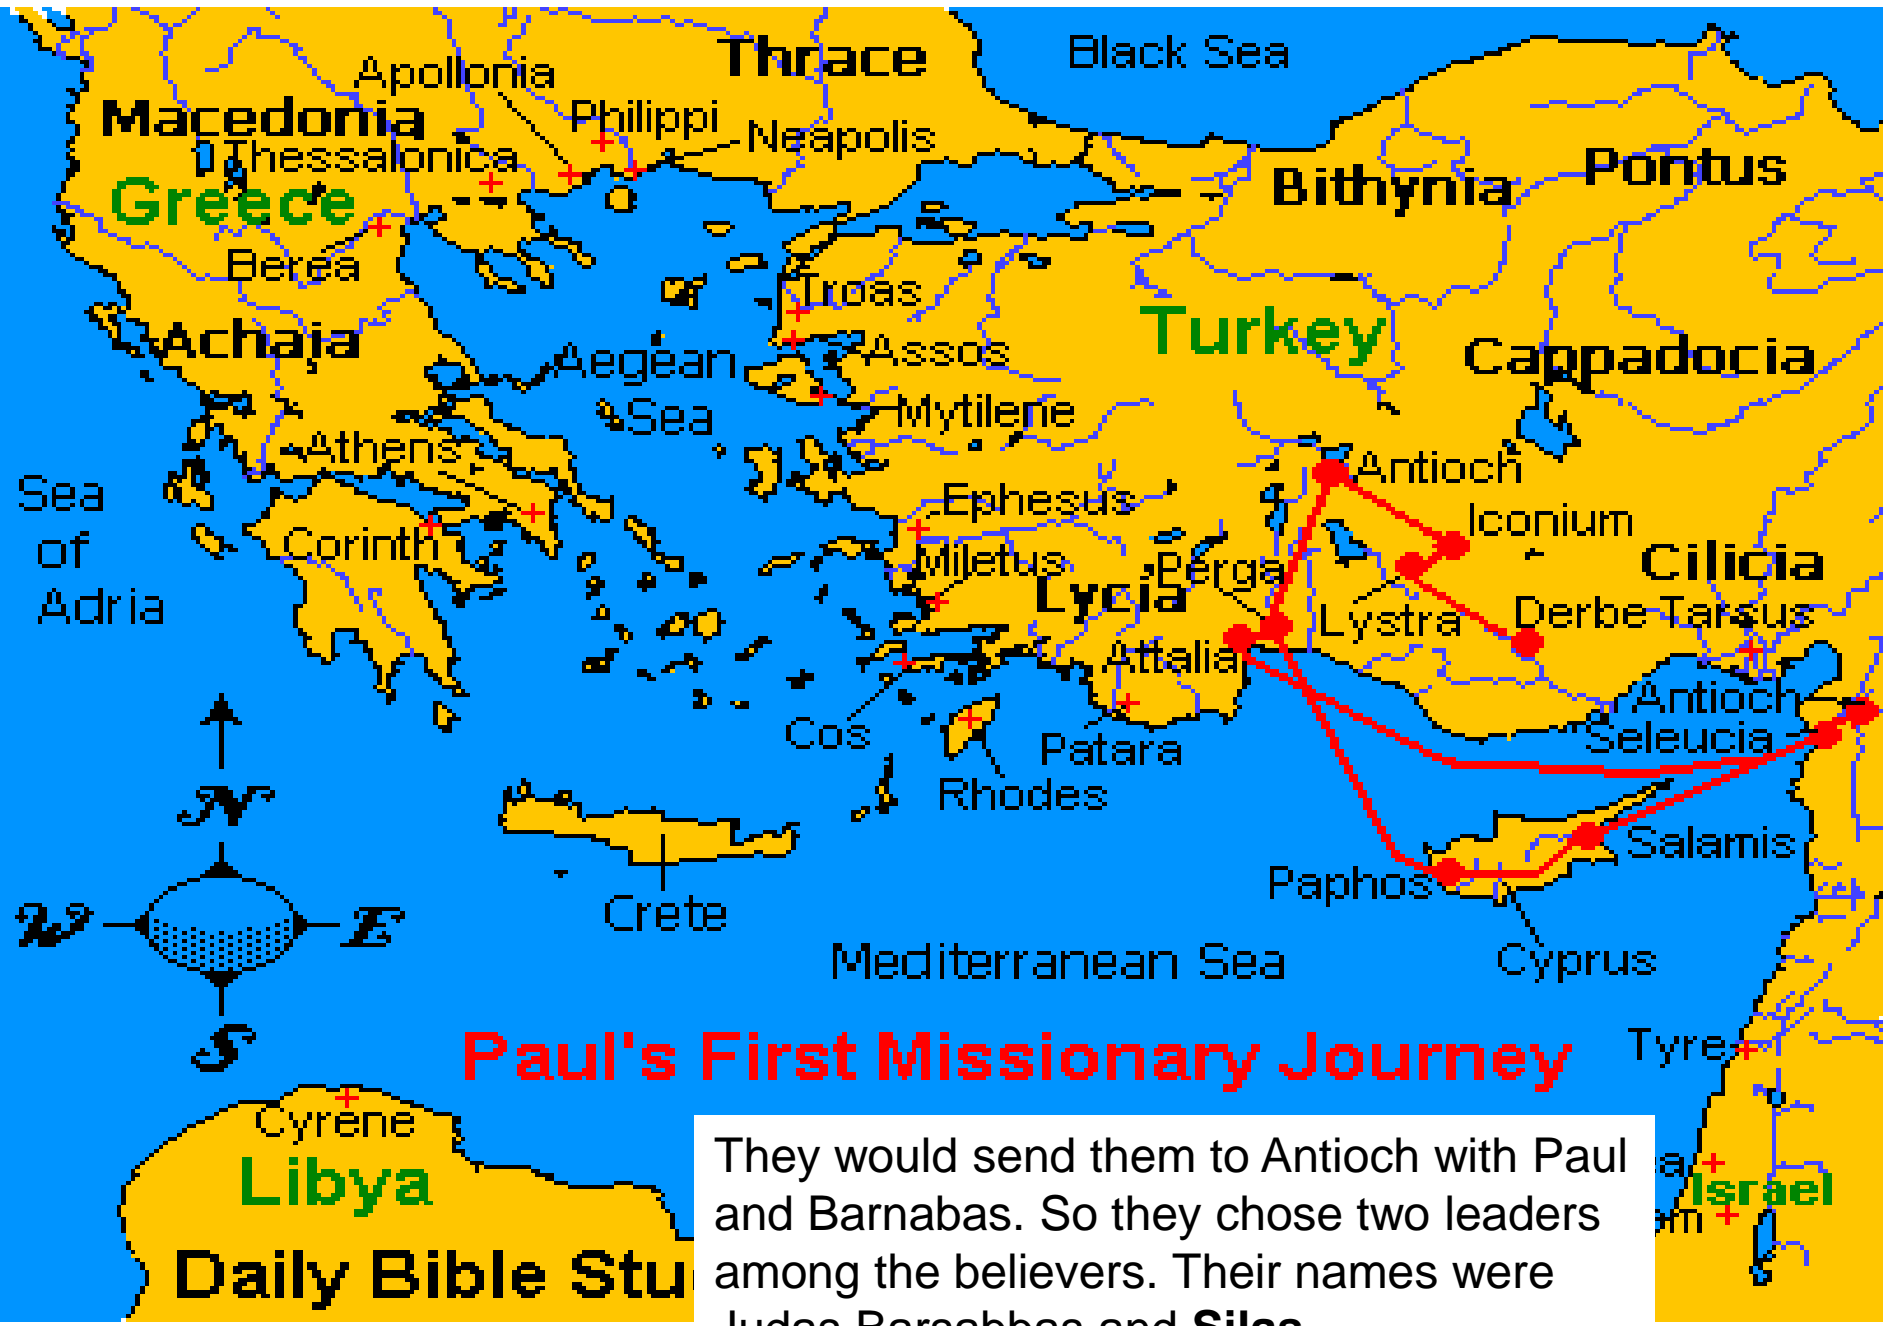 Thrace
Black Sea
Apollonia
Macedonia
Philippi
Neapolis
Thessalonica
Pontus
Bithynia
Greece
Berea
Troas
Turkey
Achaia
Aegean
Sea
Assos
Cappadocia
Mytilene
Athens
Antioch
Sea
of
Adria
Ephesus
Iconium
Corinth
Miletus
Perga
Cilicia
Lycia
Lystra
Derbe
Tarsus
Attalia
Antioch
Cos
Patara
Seleucia
Rhodes
N
Salamis
Paphos
Crete
W
E
Mediterranean Sea
Cyprus
S
Paul's First Missionary Journey
Tyre
Cyrene
Libya
Israel
Daily Bible
They would send them to Antioch with Paul
and Barnabas. So they chose two leaders
among the believers. Their names were
Judas Barsabbas and Silas